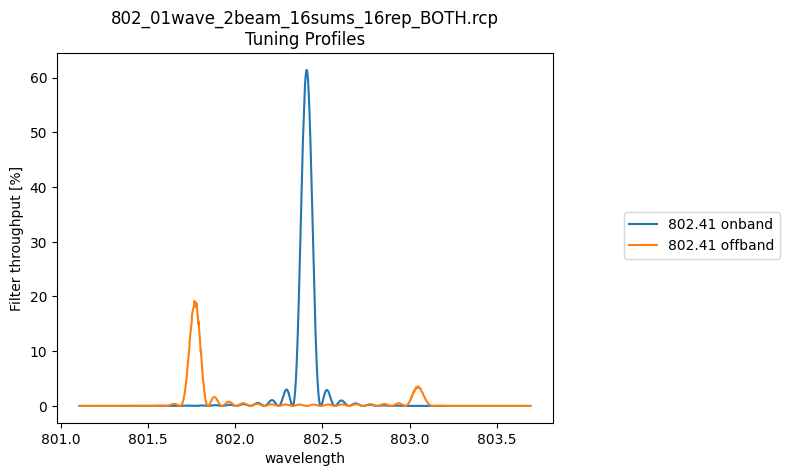 802_01wave_2beam_16sums_16rep_BOTH.rcp
Tuning Profiles
Filter throughput [%]
60
50
40
30
20
10
0
801.0 801.5 802.0 802.5 803.0 803.5
wavelength
802.41 onband
802.41 offband